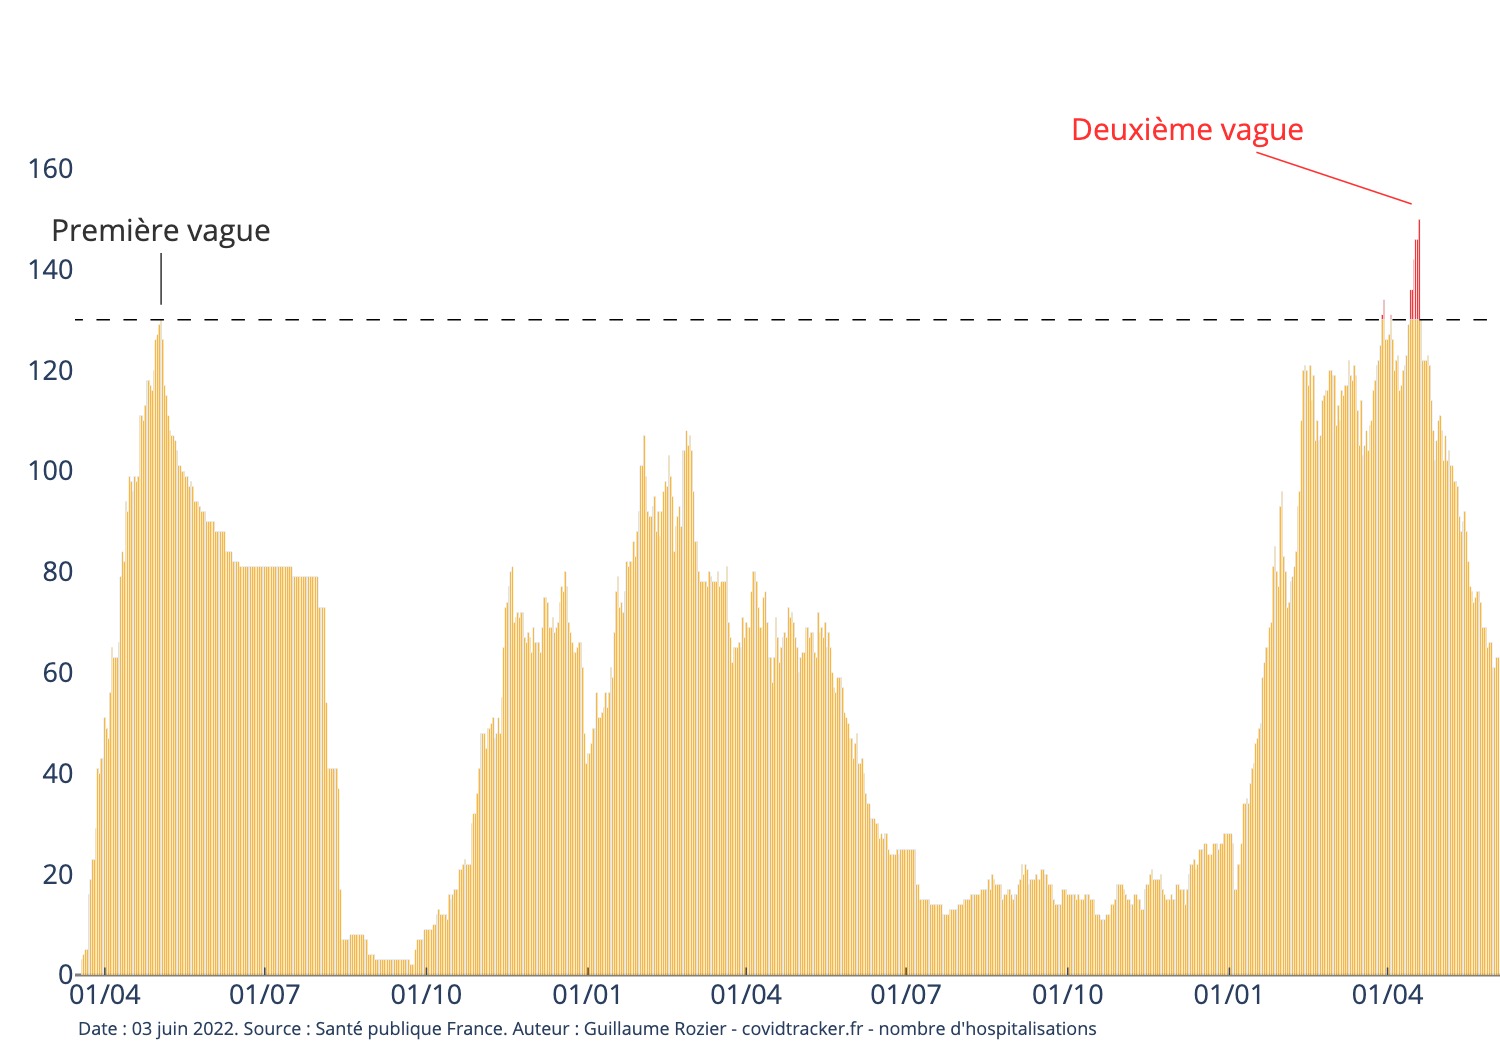 Deuxième vague
160
Première vague
140
120
100
80
60
40
20
0
01/04 01/07 01/10 01/01 01/04 01/07 01/10 01/01 01/04
Date : 03 juin 2022. Source : Santé publique France. Auteur : Guillaume Rozier - covidtracker.fr - nombre d'hospitalisations